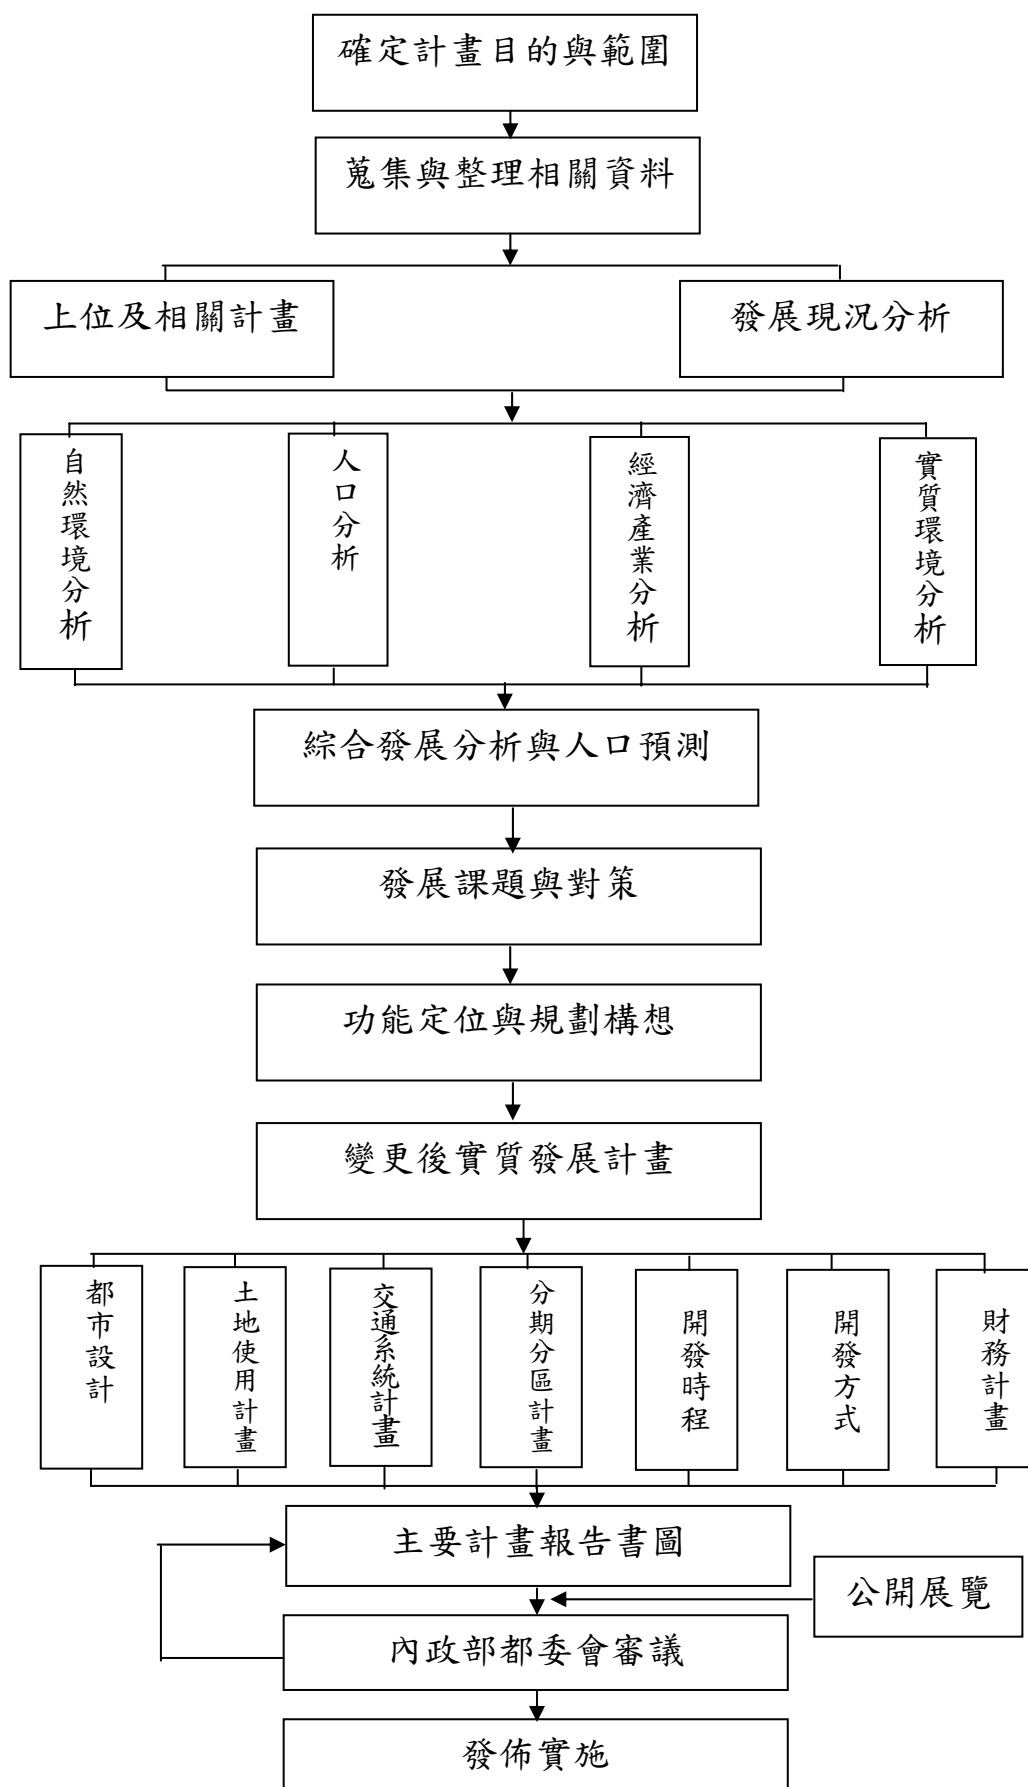 確定計畫目的與範圍
蒐集與整理相關資料
上位及相關計畫
發展現況分析
自然環境分析
人口分析
經濟產業分析
實質環境分析
綜合發展分析與人口預測
發展課題與對策
功能定位與規劃構想
變更後實質發展計畫
都市設計
土地使用計畫
交通系統計畫
分期分區計畫
開發時程
開發方式
財務計畫
主要計畫報告書圖
公開展覽
內政部都委會審議
發佈實施